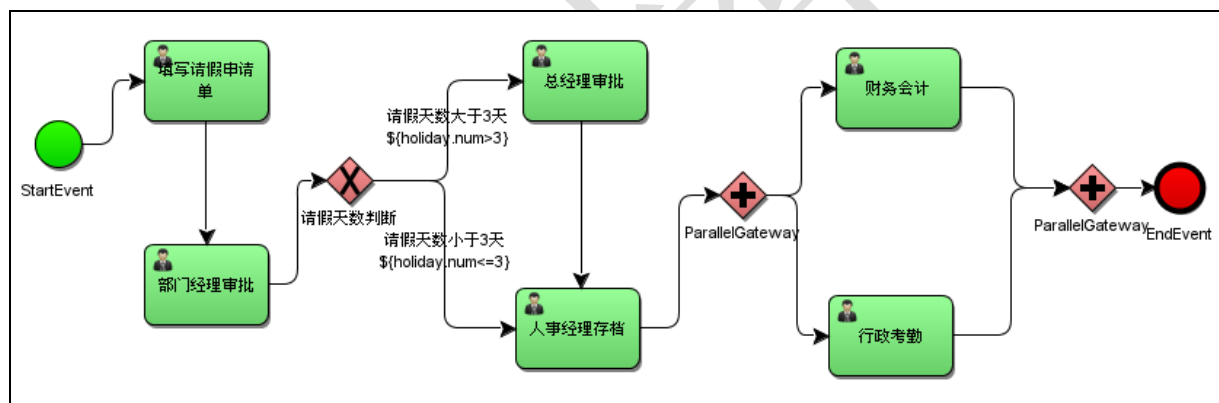 StartEvent
填写请假申请
单
部门经理审批
请假天数判断
请假天数大于3天
${holiday.num>3}
请假天数小于3天
${holiday.num<=3}
总经理审批
人事经理存档
ParallelGateway
财务会计
行政考勤
ParallelGateway
EndEvent